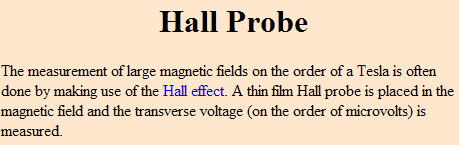 Hall Probe
The measurement of large magnetic fields on the order of a Tesla is often
done by making use of the Hall effect. A thin film Hall probe is placed in the
magnetic field and the transverse voltage (on the order of microvolts) is
measured.